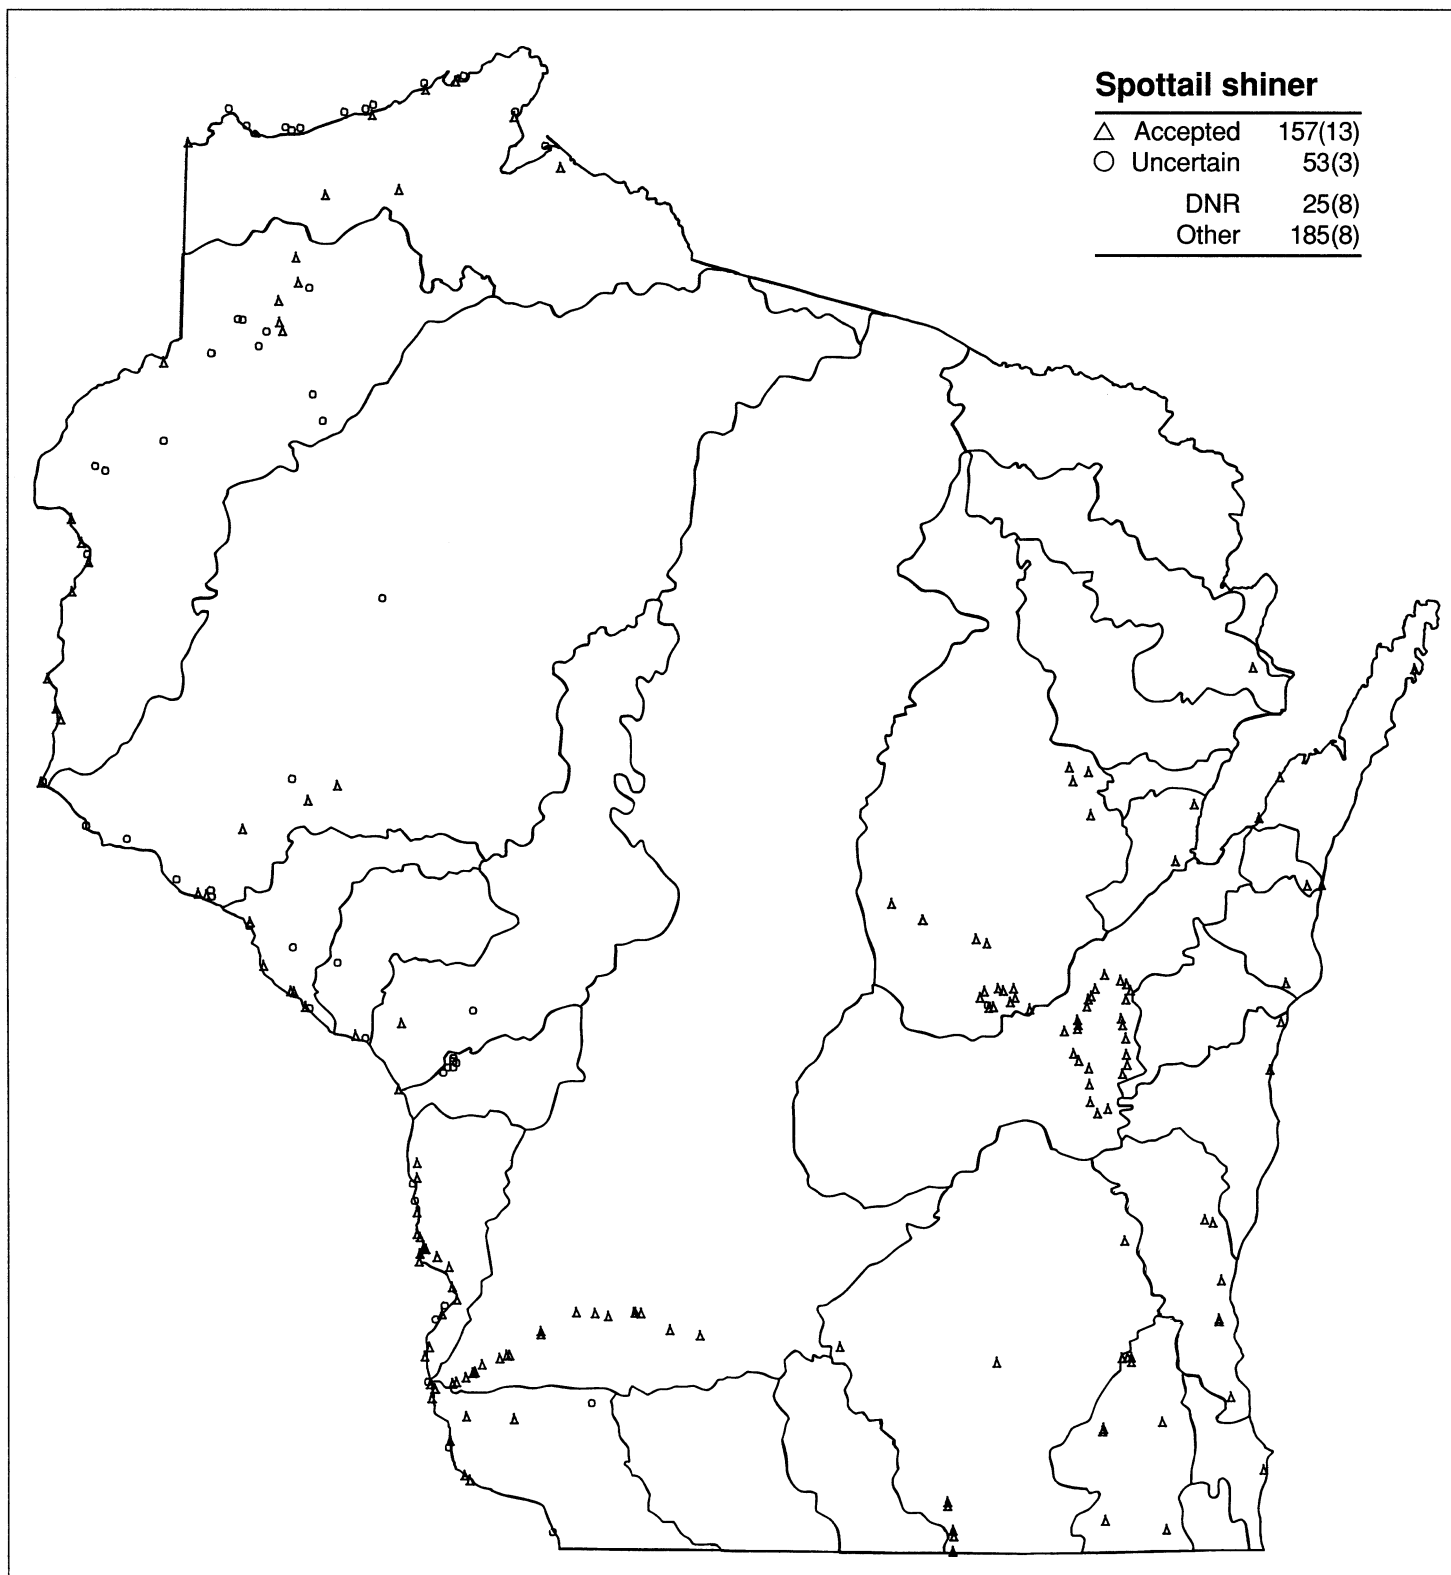 Spottail shiner
△ Accepted 157(13)
○ Uncertain 53(3)
DNR 25(8)
Other 185(8)